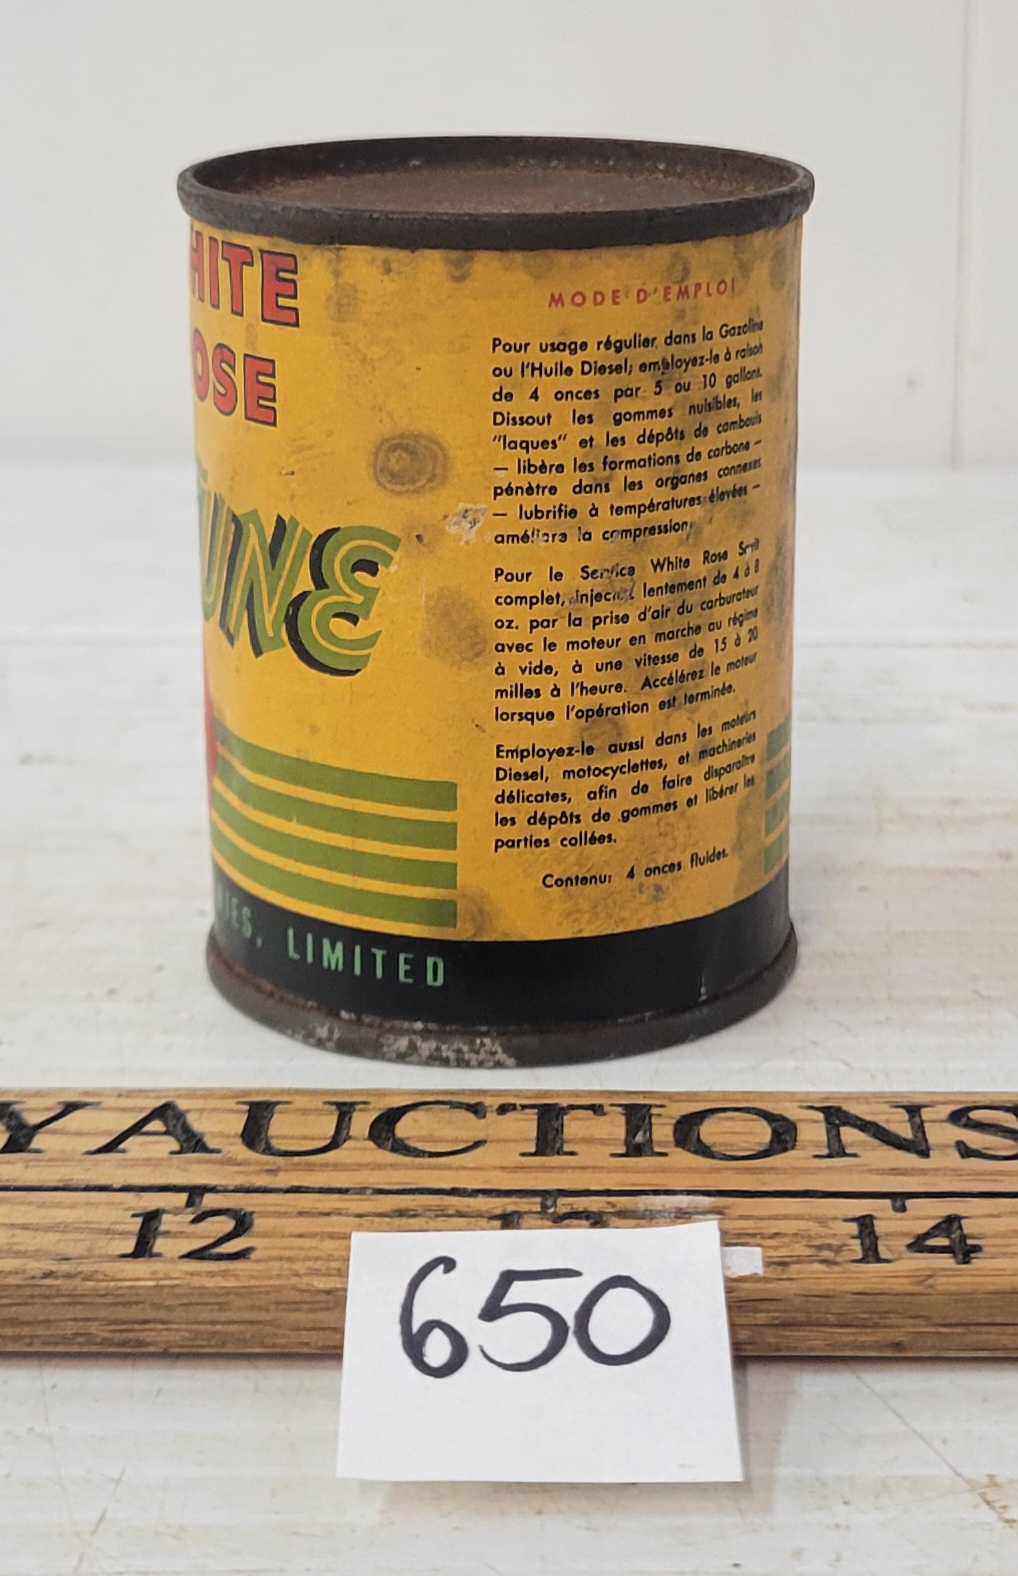 HITE
OSE
UNE
IES, LIMITED
MODE D'EMPLOI
Pour usage régulier dans la Gazoline
ou l'Huile Diesel; employez-le à raison
de 4 onces par 5 ou 10 gallons.
Dissout les gommes nuisibles, les
"laques" et les dépôts de cambouis
— libère les formations de carbone —
pénètre dans les organes connexes
— lubrifie à températures élevées —
améliore la compression.
Pour le Service White Rose
complet, injectez lentement de 4 à 8
oz. par la prise d'air du carburateur
avec le moteur en marche au régime
à vide, à une vitesse de 15 à 20
milles à l'heure. Accélérez le moteur
lorsque l'opération est terminée.
Employez-le aussi dans les moteurs
Diesel, motocyclettes, et machineries
délicates, afin de faire disparaître
les dépôts de gommes et libérer les
parties collées.
Contenu: 4 onces fluides.
YAUCTIONS
12 13 14
650